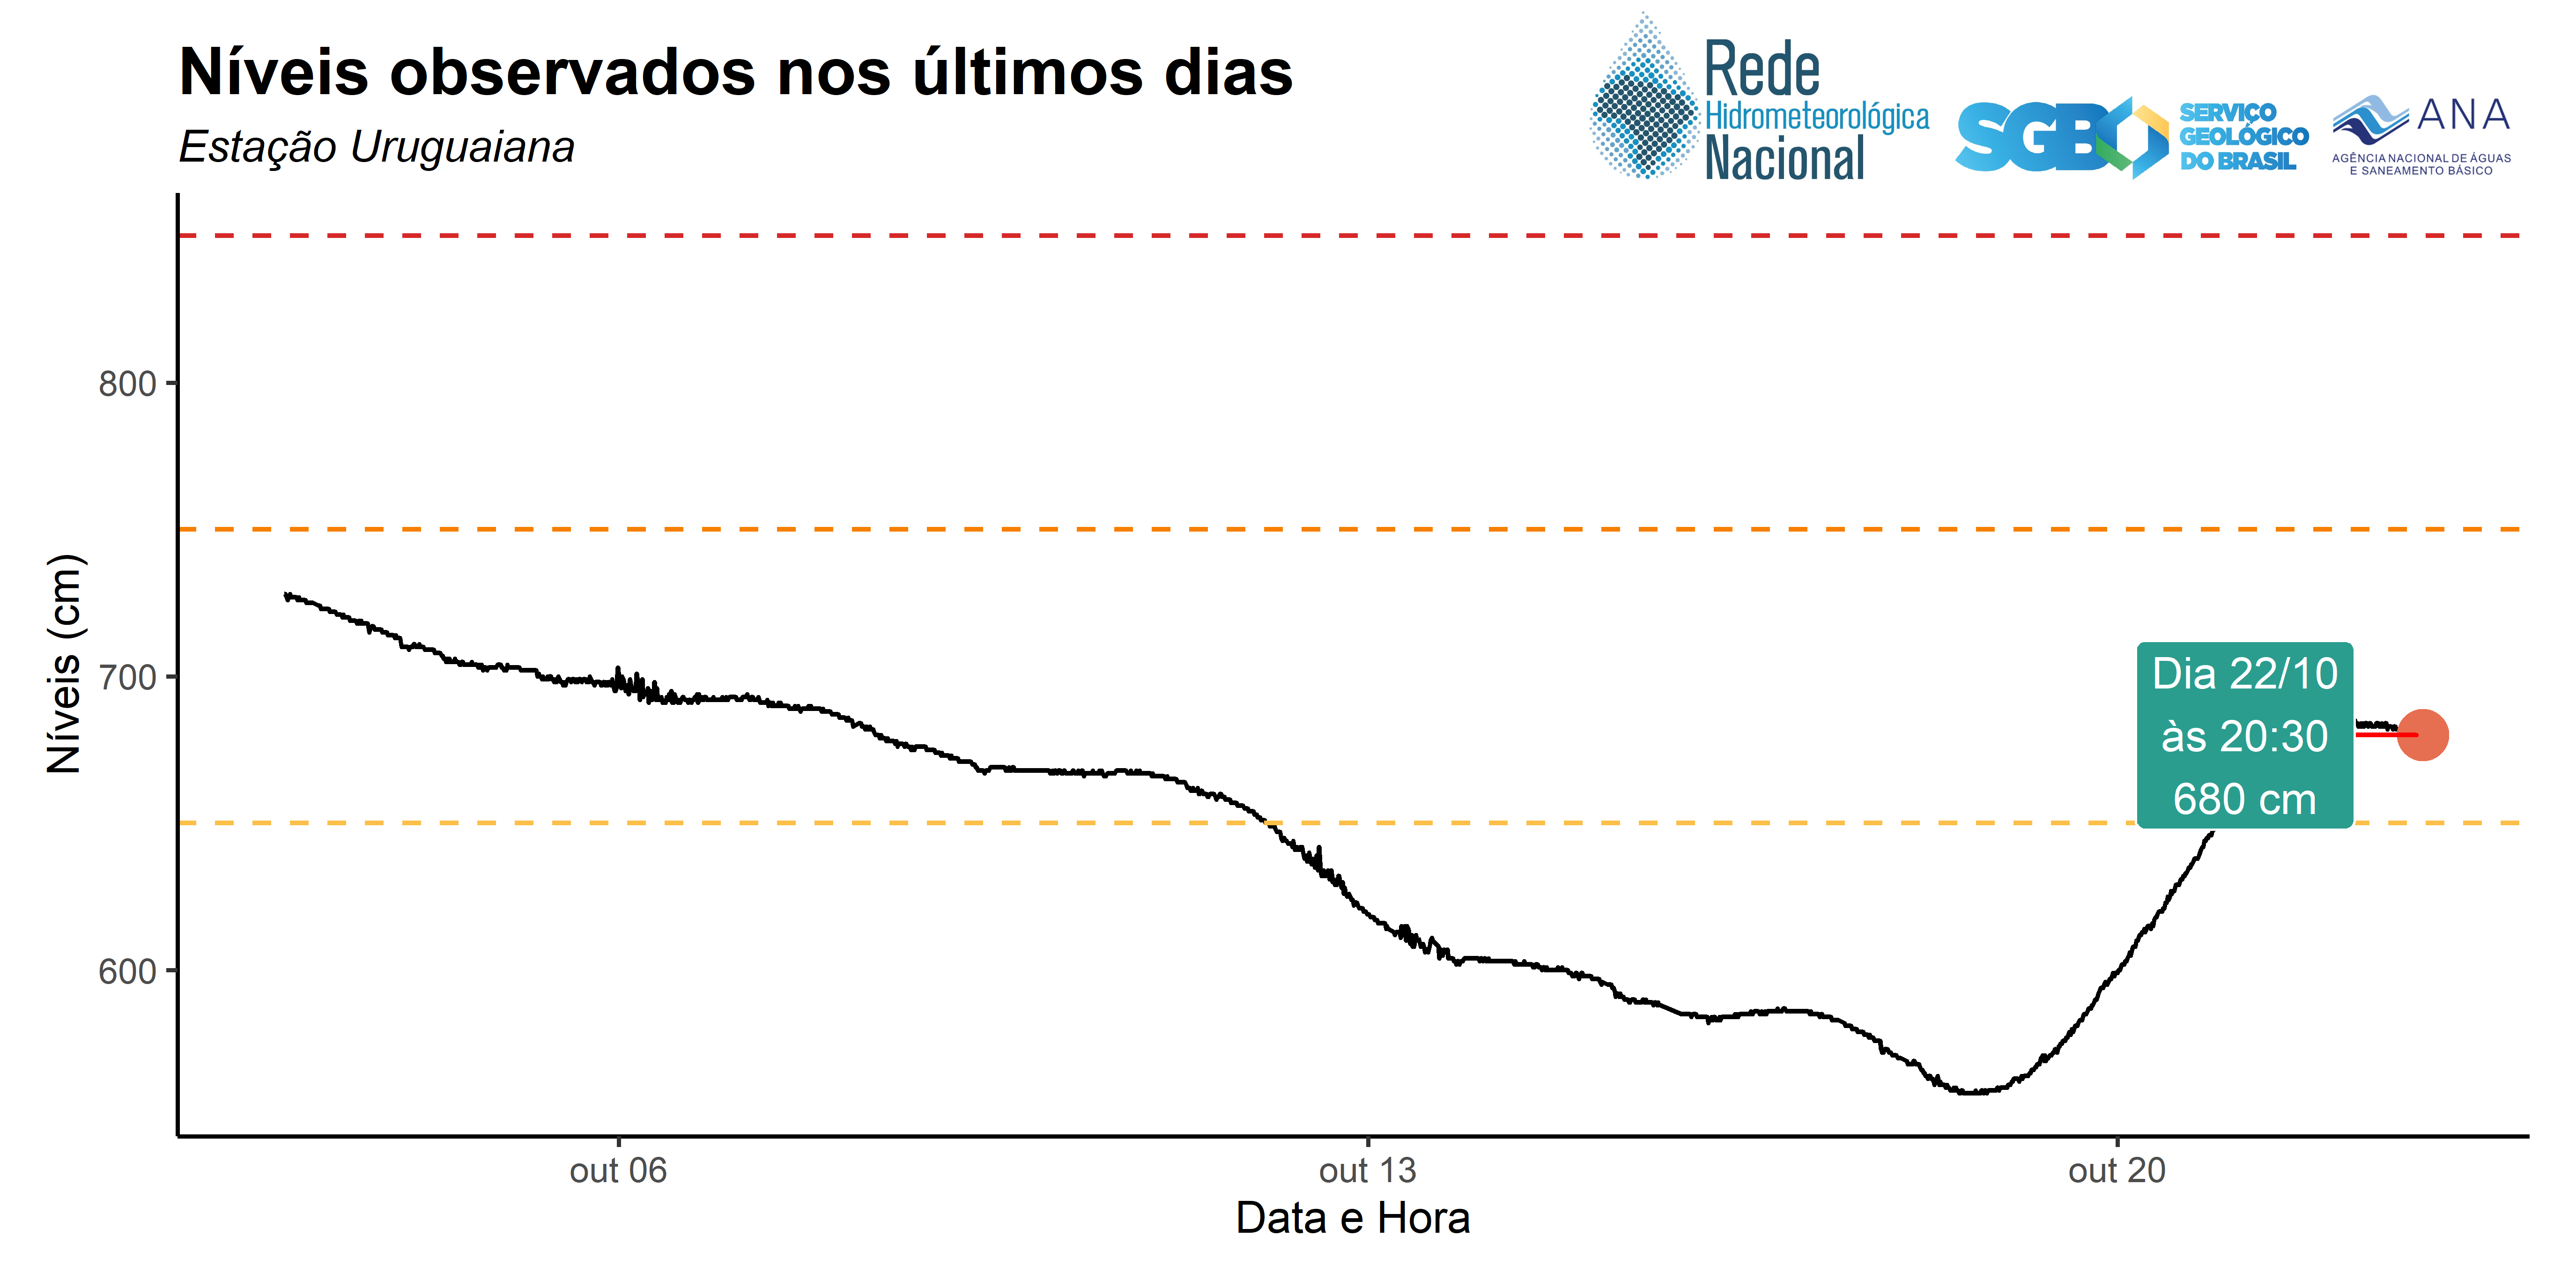 Níveis observados nos últimos dias
Estação Uruguaiana
Rede
Hidrometeorológica
Nacional
SGB
SERVIÇO
GEOLÓGICO
DO BRASIL
ANA
AGÊNCIA NACIONAL DE ÁGUAS
E SANEAMENTO BÁSICO
Níveis (cm)
800
700
600
Dia 22/10
às 20:30
680 cm
out 06
out 13
out 20
Data e Hora